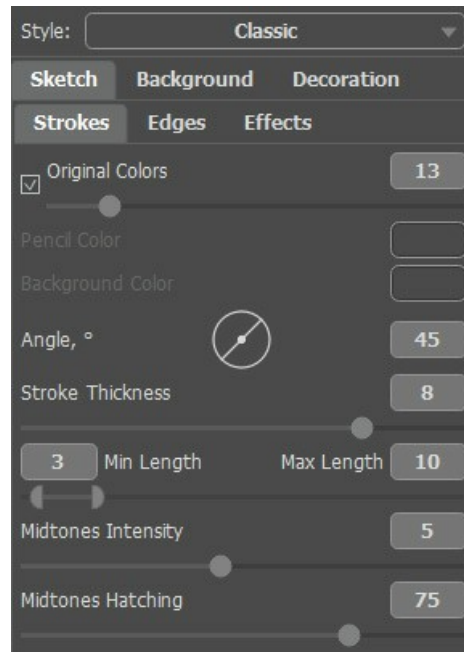 Style: Classic
Sketch Background Decoration
Strokes Edges Effects
Original Colors 13
Pencil Color
Background Color
Angle, ° 45
Stroke Thickness 8
3 Min Length Max Length 10
Midtones Intensity 5
Midtones Hatching 75